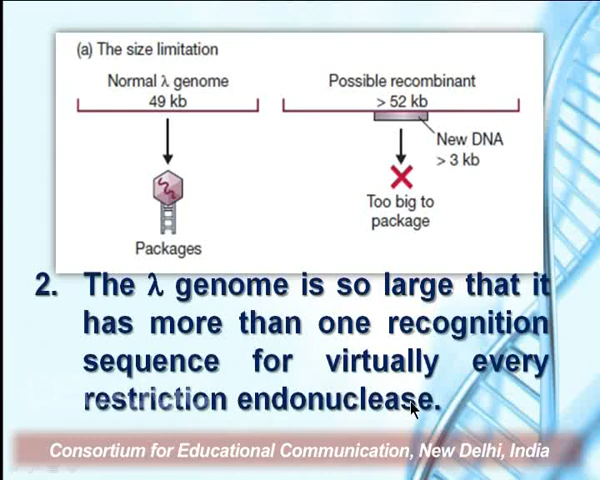 (a) The size limitation
Normal λ genome
49 kb
Possible recombinant
> 52 kb
New DNA
> 3 kb
Too big to
package
Packages
2. The λ genome is so large that it
has more than one recognition
sequence for virtually every
restriction endonuclease.
Consortium for Educational Communication, New Delhi, India